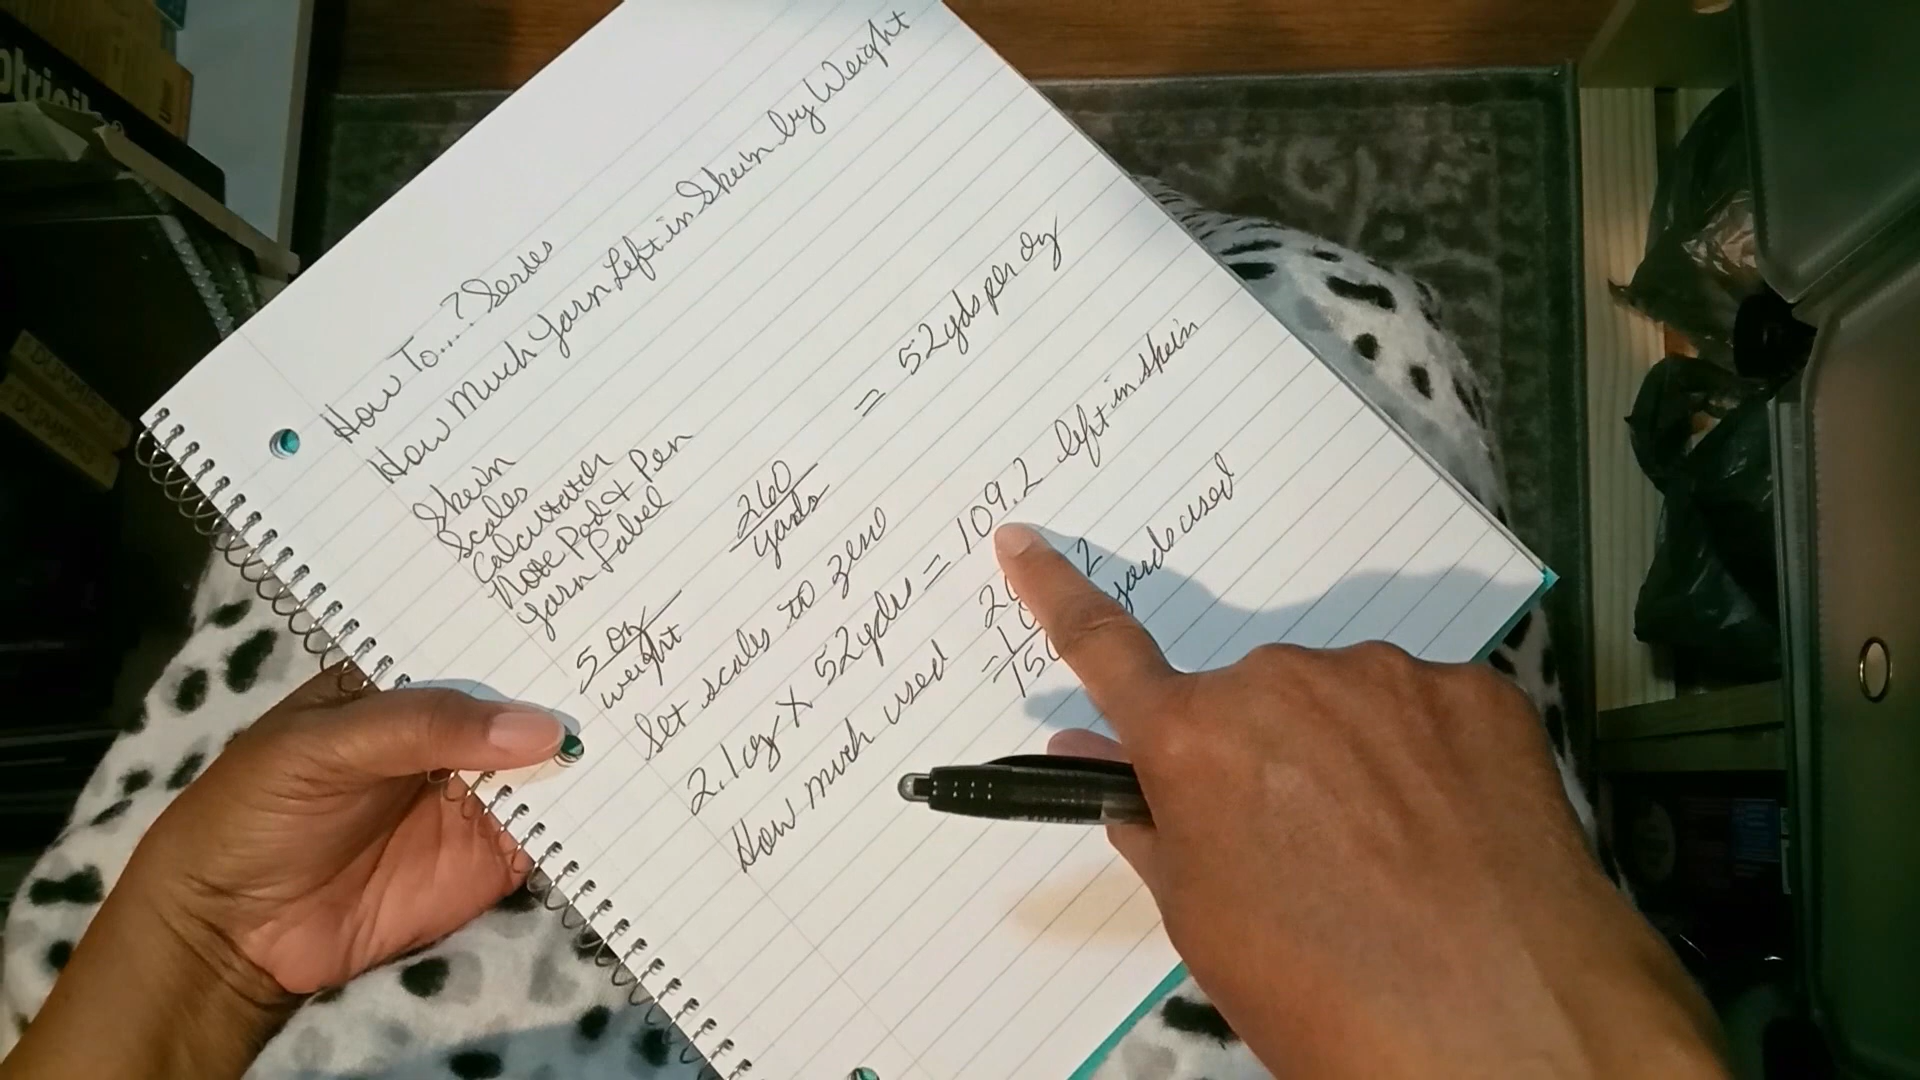 How To...? Series
How Much Yarn Left in Skein by Weight
Skein
Scales
Calculator
Note Pad & Pen
Yarn Label
5 oz
weight
260
yards
= 52 yds per oz
Set scales to zero
2.1 oz X 52 yds = 109.2 left in skein
How much used
yards used
DUMMIES
DUMMIES